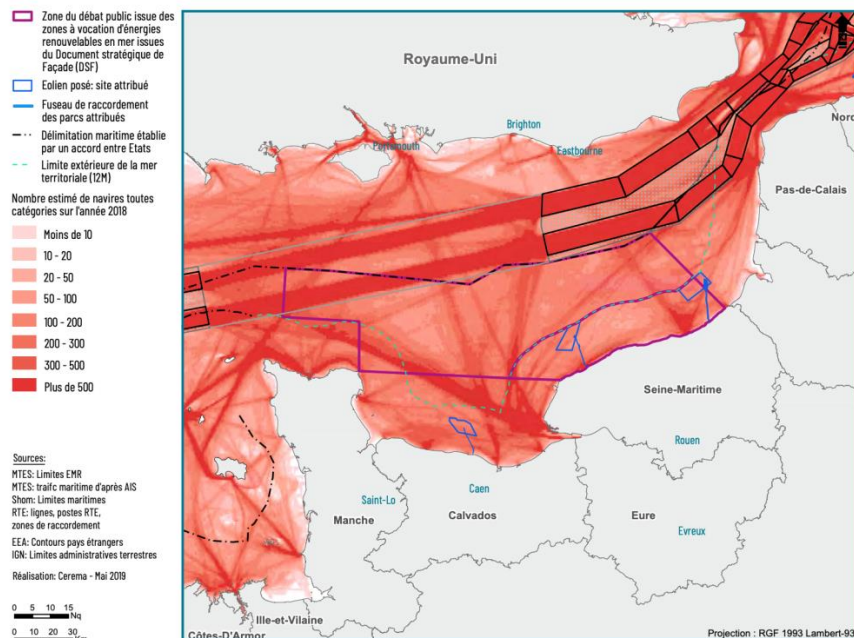 Zone du débat public issue des
zones à vocation d'énergies
renouvelables en mer issues
du Document stratégique de
Façade (DSF)
Eolien posé: site attribué
Fuseau de raccordement
des parcs attribués
Délimitation maritime établie
par un accord entre Etats
Limite extérieure de la mer
territoriale (12M)
Nombre estimé de navires toutes
catégories sur l'année 2018
Moins de 10
10 - 20
20 - 50
50 - 100
100 - 200
200 - 300
300 - 500
Plus de 500
Sources:
MTES: Limites EMR
MTES: traifc maritime d'après AIS
Shom: Limites maritimes
RTE: lignes, postes RTE,
zones de raccordement
EEA: Contours pays étrangers
IGN: Limites administratives terrestres
Réalisation: Cerema - Mai 2019
0 5 10 15
Nq
0 10 20 30
Royaume-Uni
Brighton
Portsmouth
Eastbourne
Nord
Pas-de-Calais
Seine-Maritime
Rouen
Saint-Lo
Caen
Manche
Calvados
Eure
Evreux
Ille-et-Vilaine
Côtes-D'Armor
Projection : RGF 1993 Lambert-93